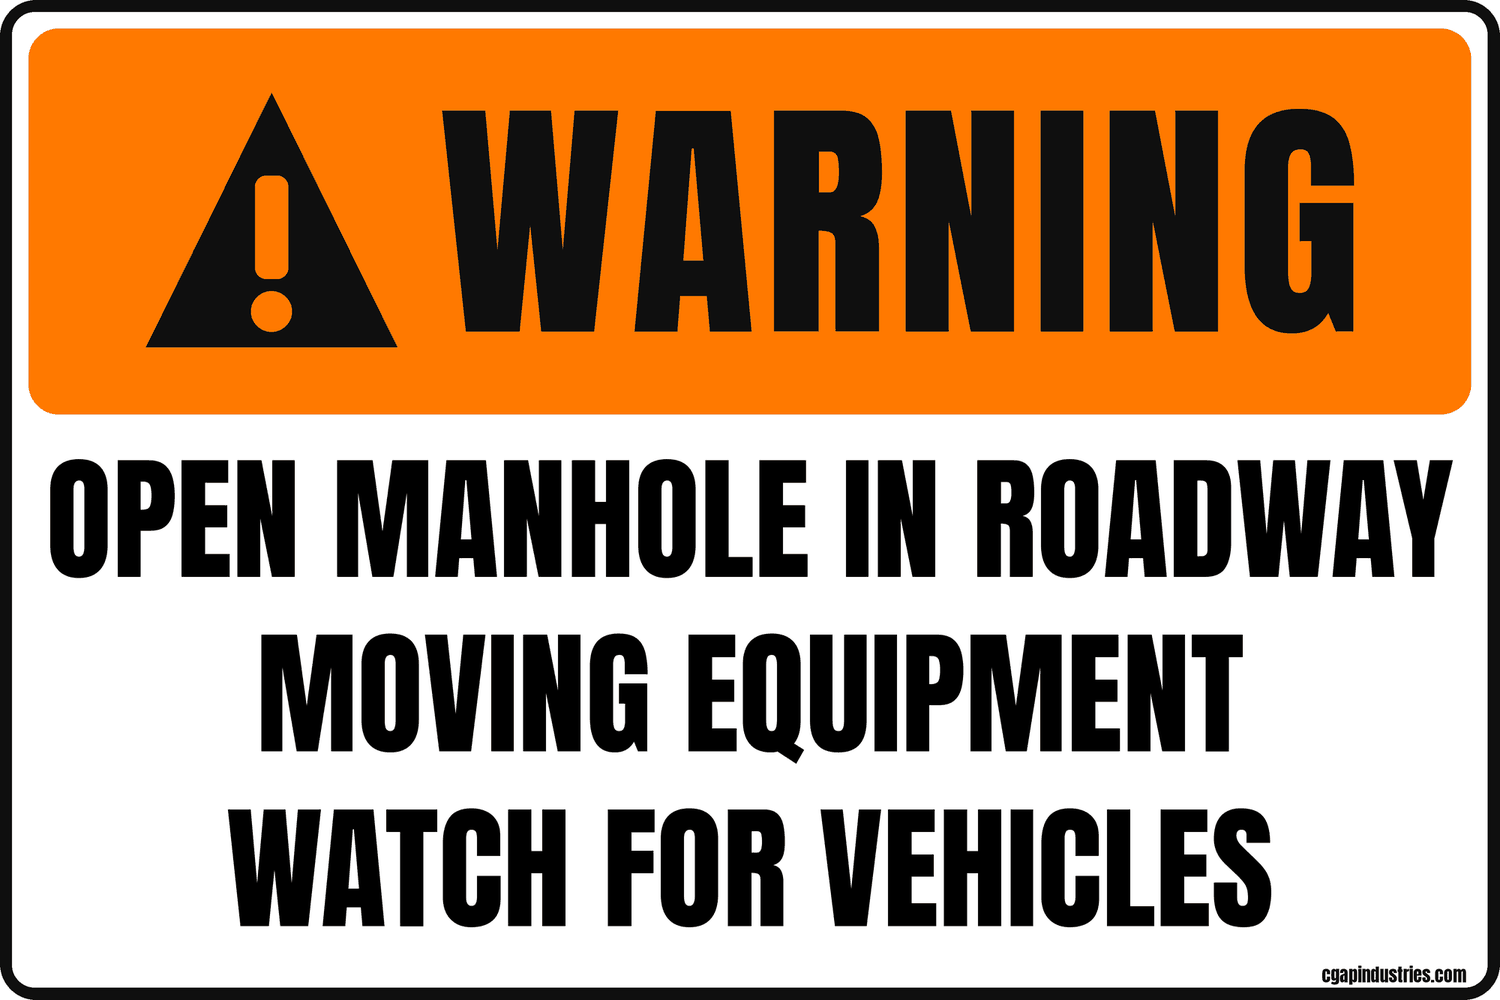 WARNING
OPEN MANHOLE IN ROADWAY
MOVING EQUIPMENT
WATCH FOR VEHICLES
cgapindustries.com